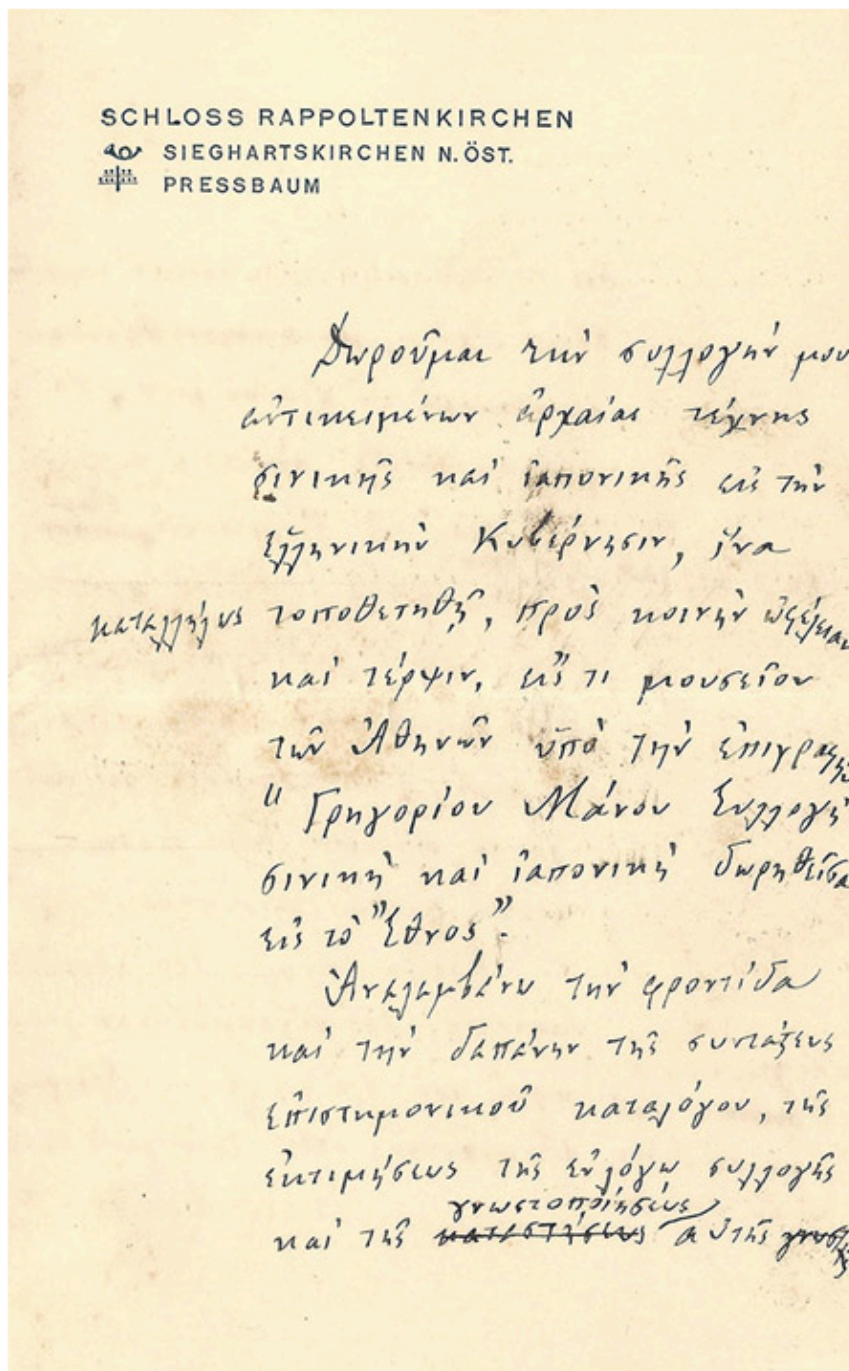 SCHLOSS RAPPOLTENKIRCHEN
SIEGHARTSKIRCHEN N. ÖST.
PRESSBAUM
Δωροῦμαι τὴν συλλογήν μου
ἀντικειμένων ἀρχαίας τέχνης
σινικῆς καὶ ἰαπονικῆς εἰς τὴν
Ἑλληνικὴν Κυβέρνησιν, ἵνα
καταλλήλως τοποθετηθῇ, πρὸς κοινὴν ὠφέλειαν
καὶ τέρψιν, εἴς τι μουσεῖον
τῶν Ἀθηνῶν ὑπὸ τὴν ἐπιγραφὴν
"Γρηγορίου Μάνου Συλλογὴ
σινικὴ καὶ ἰαπονικὴ δωρηθεῖσα
εἰς τὸ Ἔθνος".
Ἀναλαμβάνω τὴν φροντίδα
καὶ τὴν δαπάνην τῆς συντάξεως
ἐπιστημονικοῦ καταλόγου, τῆς
ἐκτιμήσεως τῆς ἐν λόγῳ συλλογῆς
γνωστοποιήσεως
καὶ τῆς καταστήσεως αὐτῆς